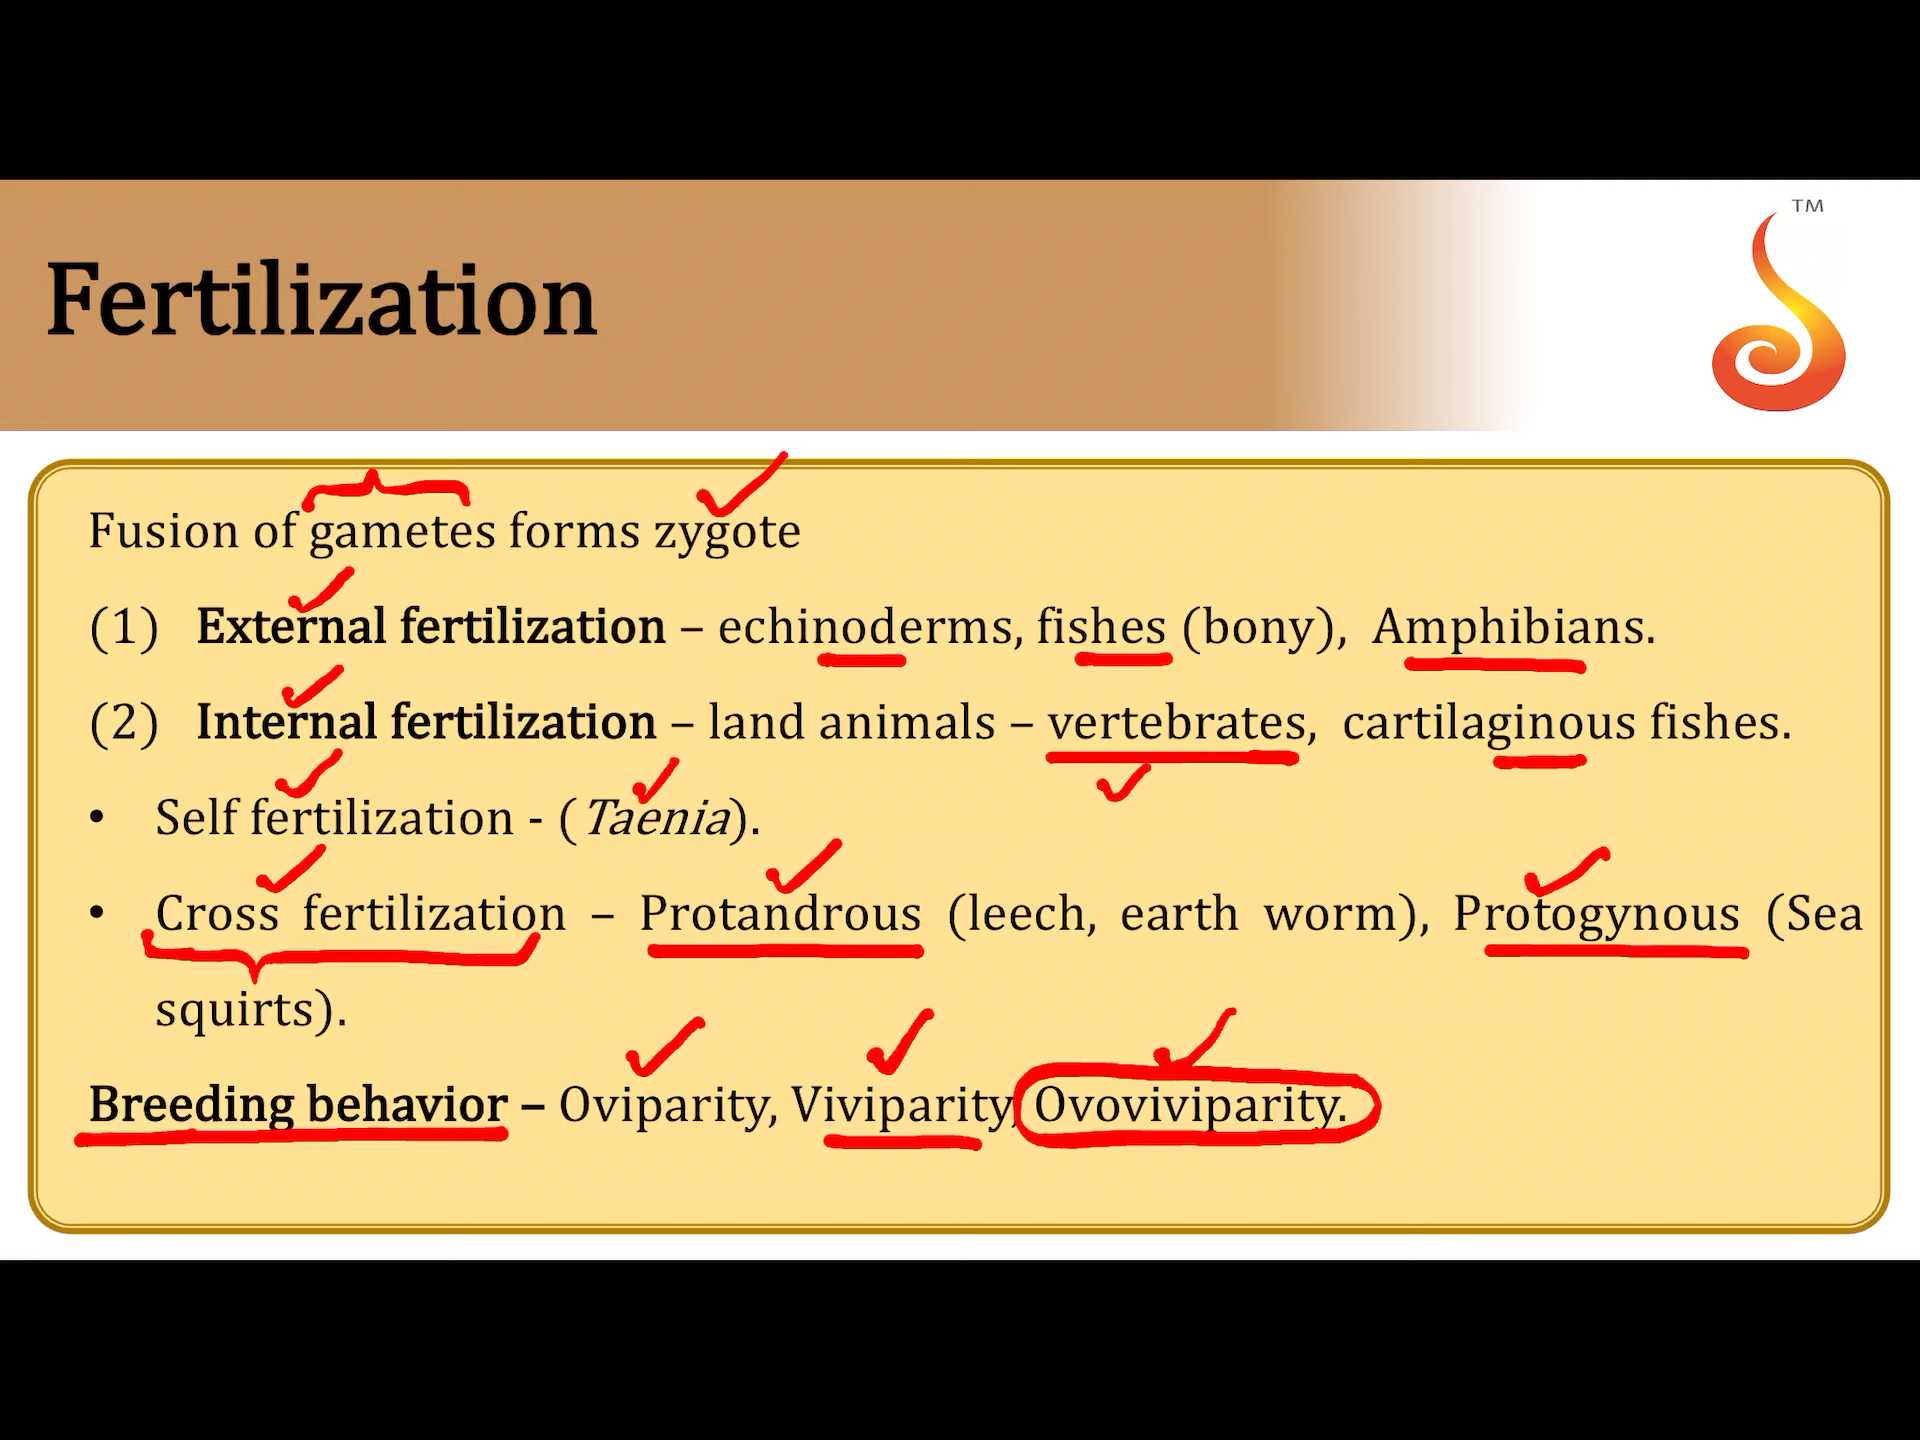 TM
Fertilization
Fusion of gametes forms zygote
(1) External fertilization – echinoderms, fishes (bony), Amphibians.
(2) Internal fertilization – land animals – vertebrates, cartilaginous fishes.
• Self fertilization - (Taenia).
• Cross fertilization – Protandrous (leech, earth worm), Protogynous (Sea
squirts).
Breeding behavior – Oviparity, Viviparity, Ovoviviparity.